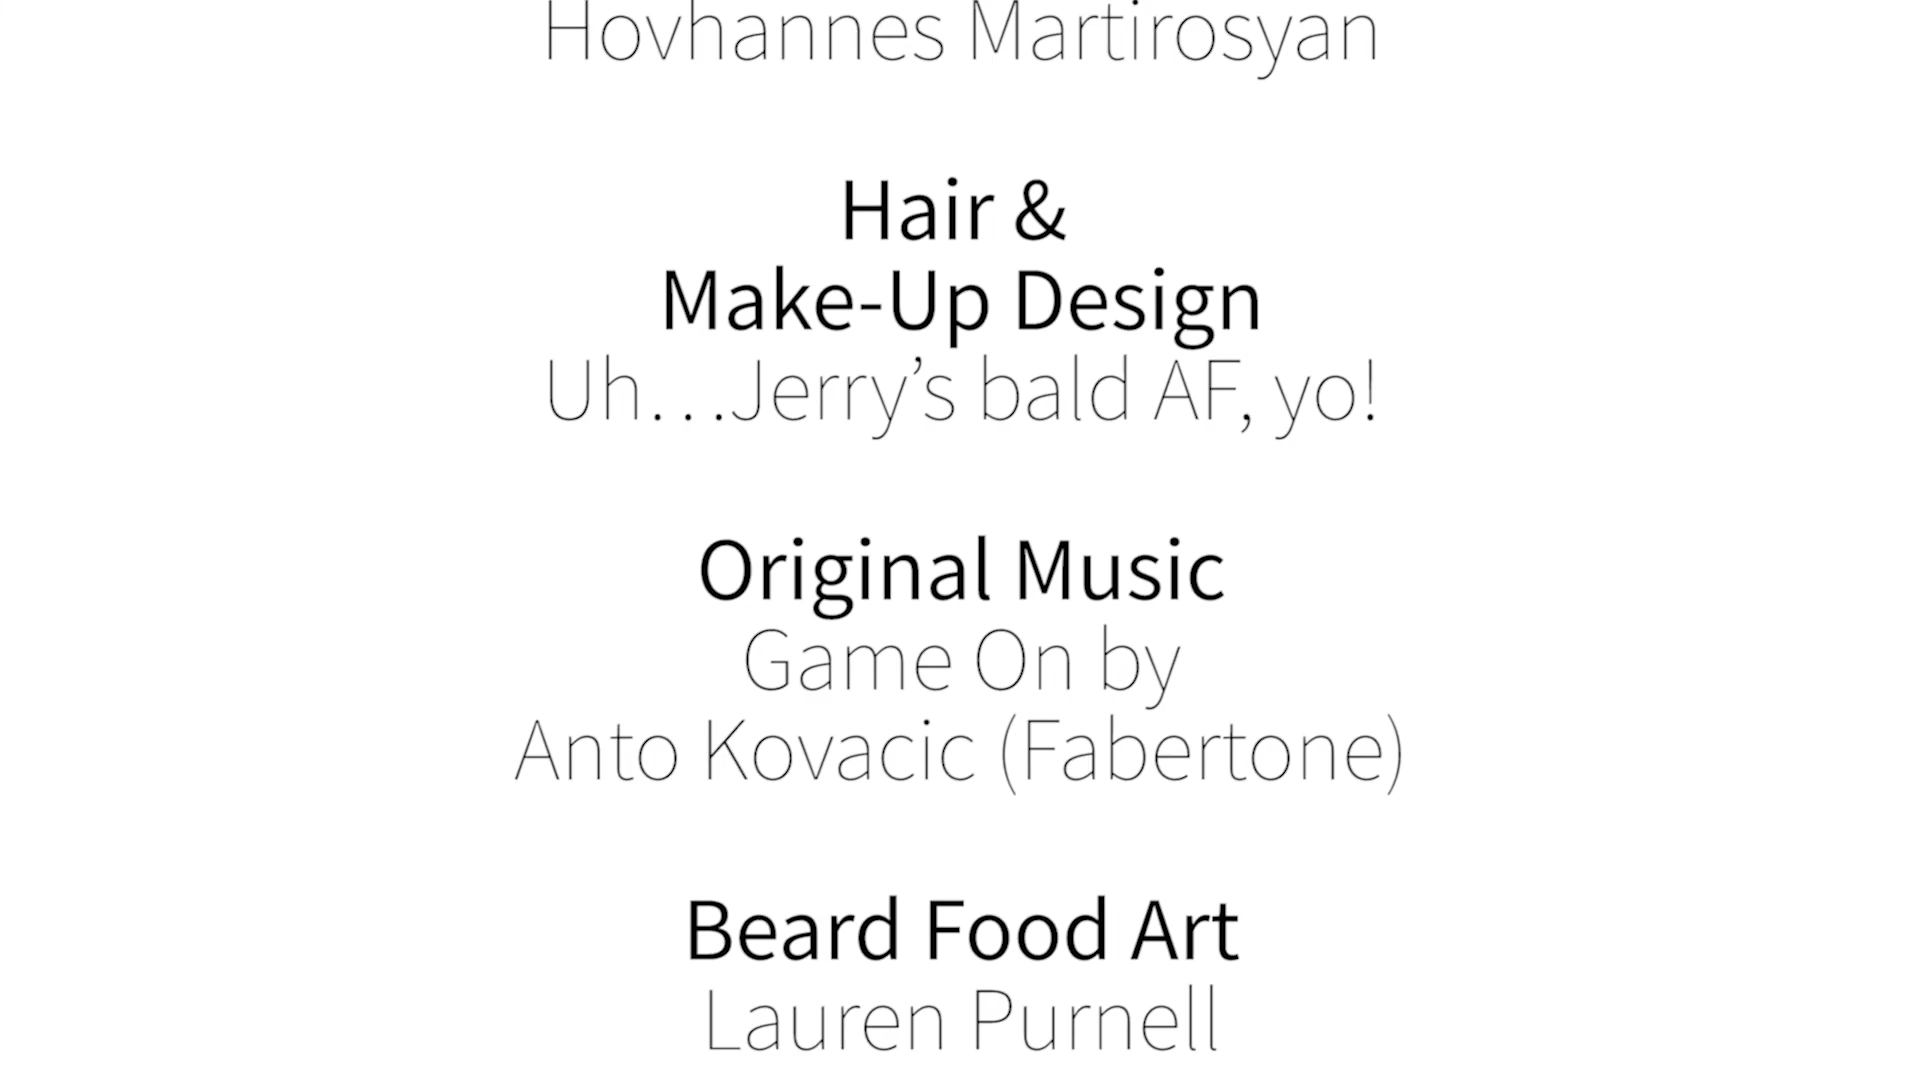 Hovhannes Martirosyan
Hair &
Make-Up Design
Uh…Jerry’s bald AF, yo!
Original Music
Game On by
Anto Kovacic (Fabertone)
Beard Food Art
Lauren Purnell